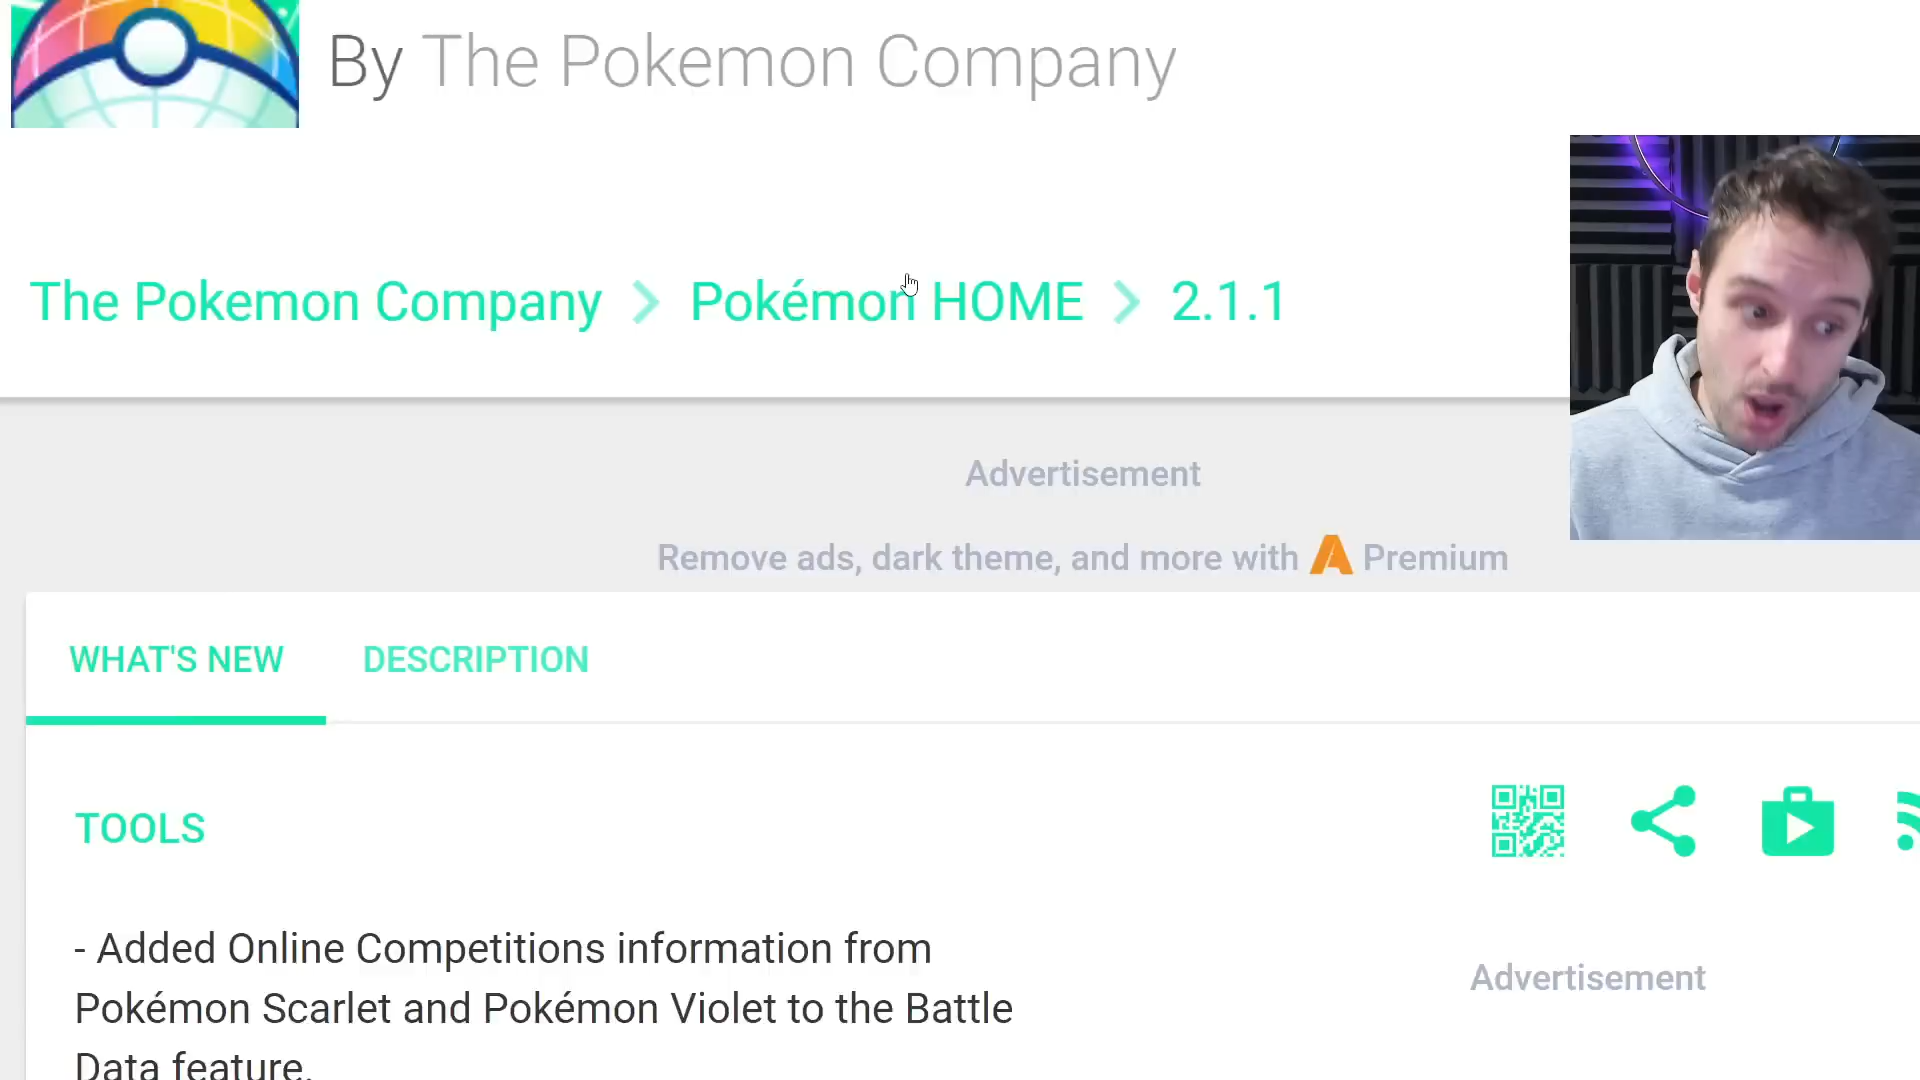 By The Pokemon Company
The Pokemon Company > Pokémon HOME > 2.1.1
Advertisement
Remove ads, dark theme, and more with Premium
WHAT'S NEW DESCRIPTION
TOOLS
- Added Online Competitions information from
Pokémon Scarlet and Pokémon Violet to the Battle
Data feature.
Advertisement